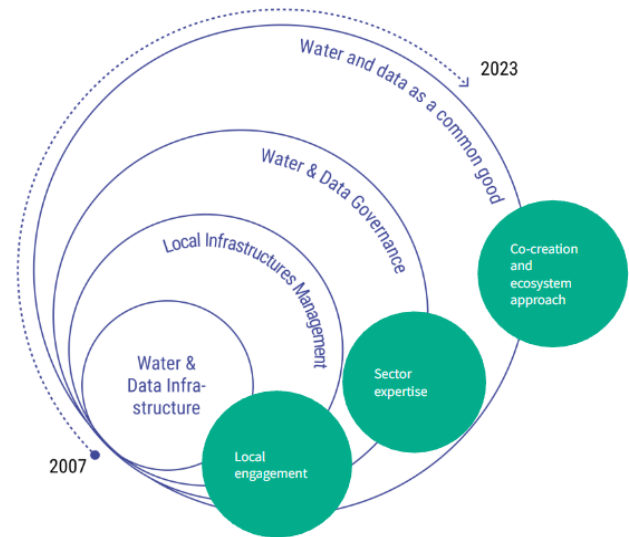 2023
Water and data as a common good
Water & Data Governance
Local Infrastructures Management
Water &
Data Infra-
structure
Co-creation
and
ecosystem
approach
Sector
expertise
Local
engagement
2007